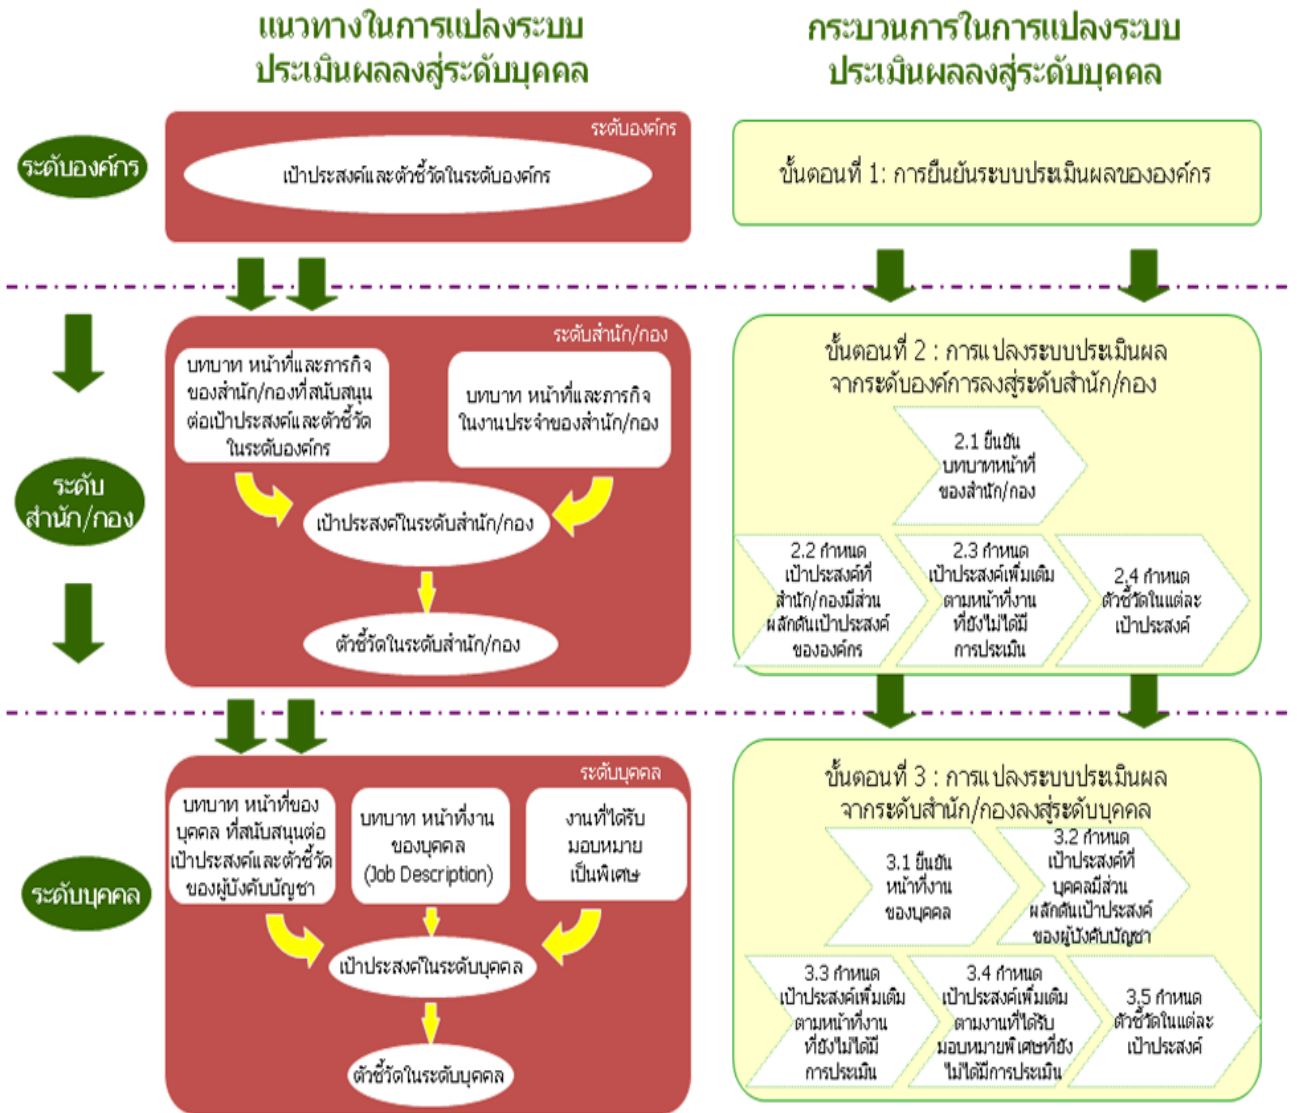 แนวทางในการแปลงระบบ
ประเมินผลลงสู่ระดับบุคคล
กระบวนการในการแปลงระบบ
ประเมินผลลงสู่ระดับบุคคล
ระดับองค์กร
ระดับองค์กร
เป้าประสงค์และตัวชี้วัดในระดับองค์กร
ขั้นตอนที่ 1: การยืนยันระบบประเมินผลขององค์กร
ระดับ
สำนัก/กอง
ระดับสำนัก/กอง
บทบาท หน้าที่และภารกิจ
ของสำนัก/กองที่สนับสนุน
ต่อเป้าประสงค์และตัวชี้วัด
ในระดับองค์กร
บทบาท หน้าที่และภารกิจ
ในงานประจำของสำนัก/กอง
เป้าประสงค์ในระดับสำนัก/กอง
ตัวชี้วัดในระดับสำนัก/กอง
ขั้นตอนที่ 2 : การแปลงระบบประเมินผล
จากระดับองค์การลงสู่ระดับสำนัก/กอง
2.1 ยืนยัน
บทบาทหน้าที่
ของสำนัก/กอง
2.2 กำหนด
เป้าประสงค์ที่
สำนัก/กองมีส่วน
ผลักดันเป้าประสงค์
ขององค์กร
2.3 กำหนด
เป้าประสงค์เพิ่มเติม
ตามหน้าที่งาน
ที่ยังไม่ได้มี
การประเมิน
2.4 กำหนด
ตัวชี้วัดในแต่ละ
เป้าประสงค์
ระดับบุคคล
ระดับบุคคล
บทบาท หน้าที่ของ
บุคคล ที่สนับสนุนต่อ
เป้าประสงค์และตัวชี้วัด
ของผู้บังคับบัญชา
บทบาท หน้าที่งาน
ของบุคคล
(Job Description)
งานที่ได้รับ
มอบหมาย
เป็นพิเศษ
เป้าประสงค์ในระดับบุคคล
ตัวชี้วัดในระดับบุคคล
ขั้นตอนที่ 3 : การแปลงระบบประเมินผล
จากระดับสำนัก/กองลงสู่ระดับบุคคล
3.1 ยืนยัน
หน้าที่งาน
ของบุคคล
3.2 กำหนด
เป้าประสงค์ที่
บุคคลมีส่วน
ผลักดันเป้าประสงค์
ของผู้บังคับบัญชา
3.3 กำหนด
เป้าประสงค์เพิ่มเติม
ตามหน้าที่งาน
ที่ยังไม่ได้มี
การประเมิน
3.4 กำหนด
เป้าประสงค์เพิ่มเติม
ตามงานที่ได้รับ
มอบหมายพิเศษที่ยัง
ไม่ได้มีการประเมิน
3.5 กำหนด
ตัวชี้วัดในแต่ละ
เป้าประสงค์